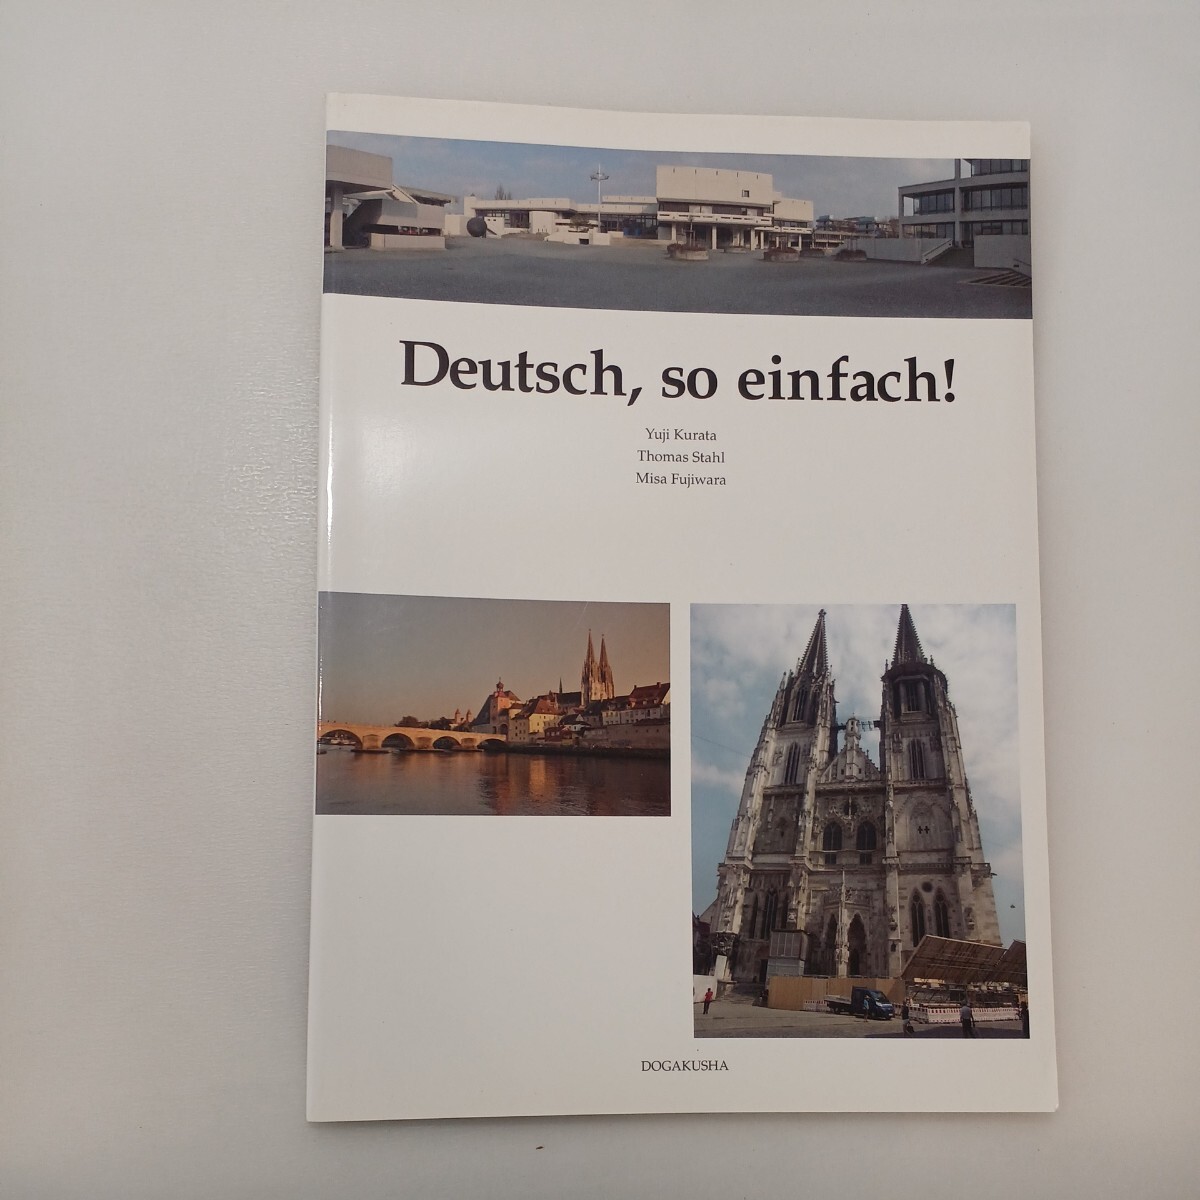 Deutsch, so einfach!
Yuji Kurata
Thomas Stahl
Misa Fujiwara
DOGAKUSHA